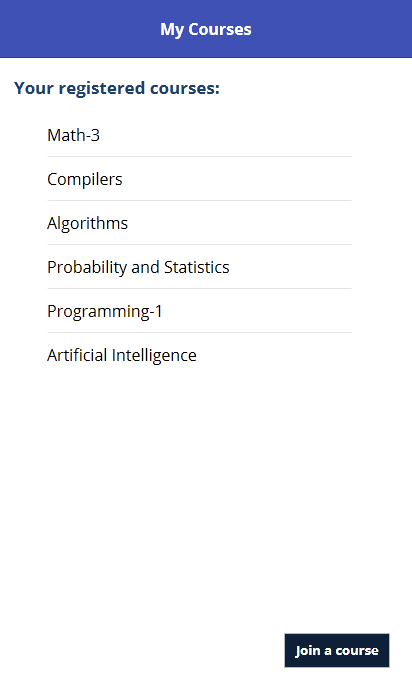 My Courses
Your registered courses:
Math-3
Compilers
Algorithms
Probability and Statistics
Programming-1
Artificial Intelligence
Join a course